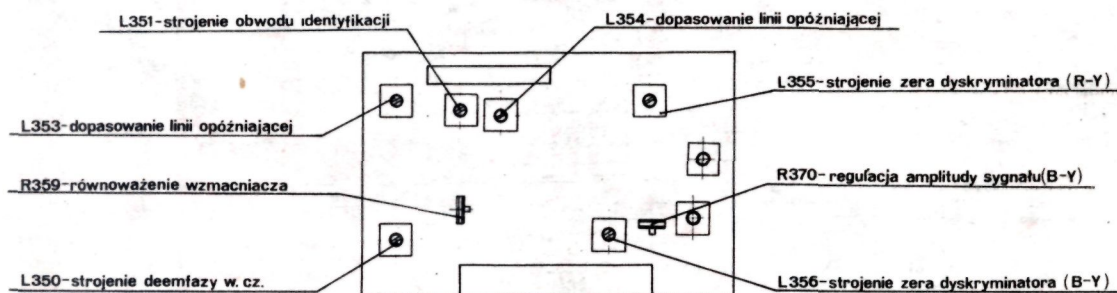 L351-strojenie obwodu identyfikacji
L354-dopasowanie linii opóźniającej
L355-strojenie zera dyskryminatora (R-Y)
L353-dopasowanie linii opóźniającej
R359-równoważenie wzmacniacza
R370-regulacja amplitudy sygnału(B-Y)
L350-strojenie deemfazy w. cz.
L356-strojenie zera dyskryminatora (B-Y)